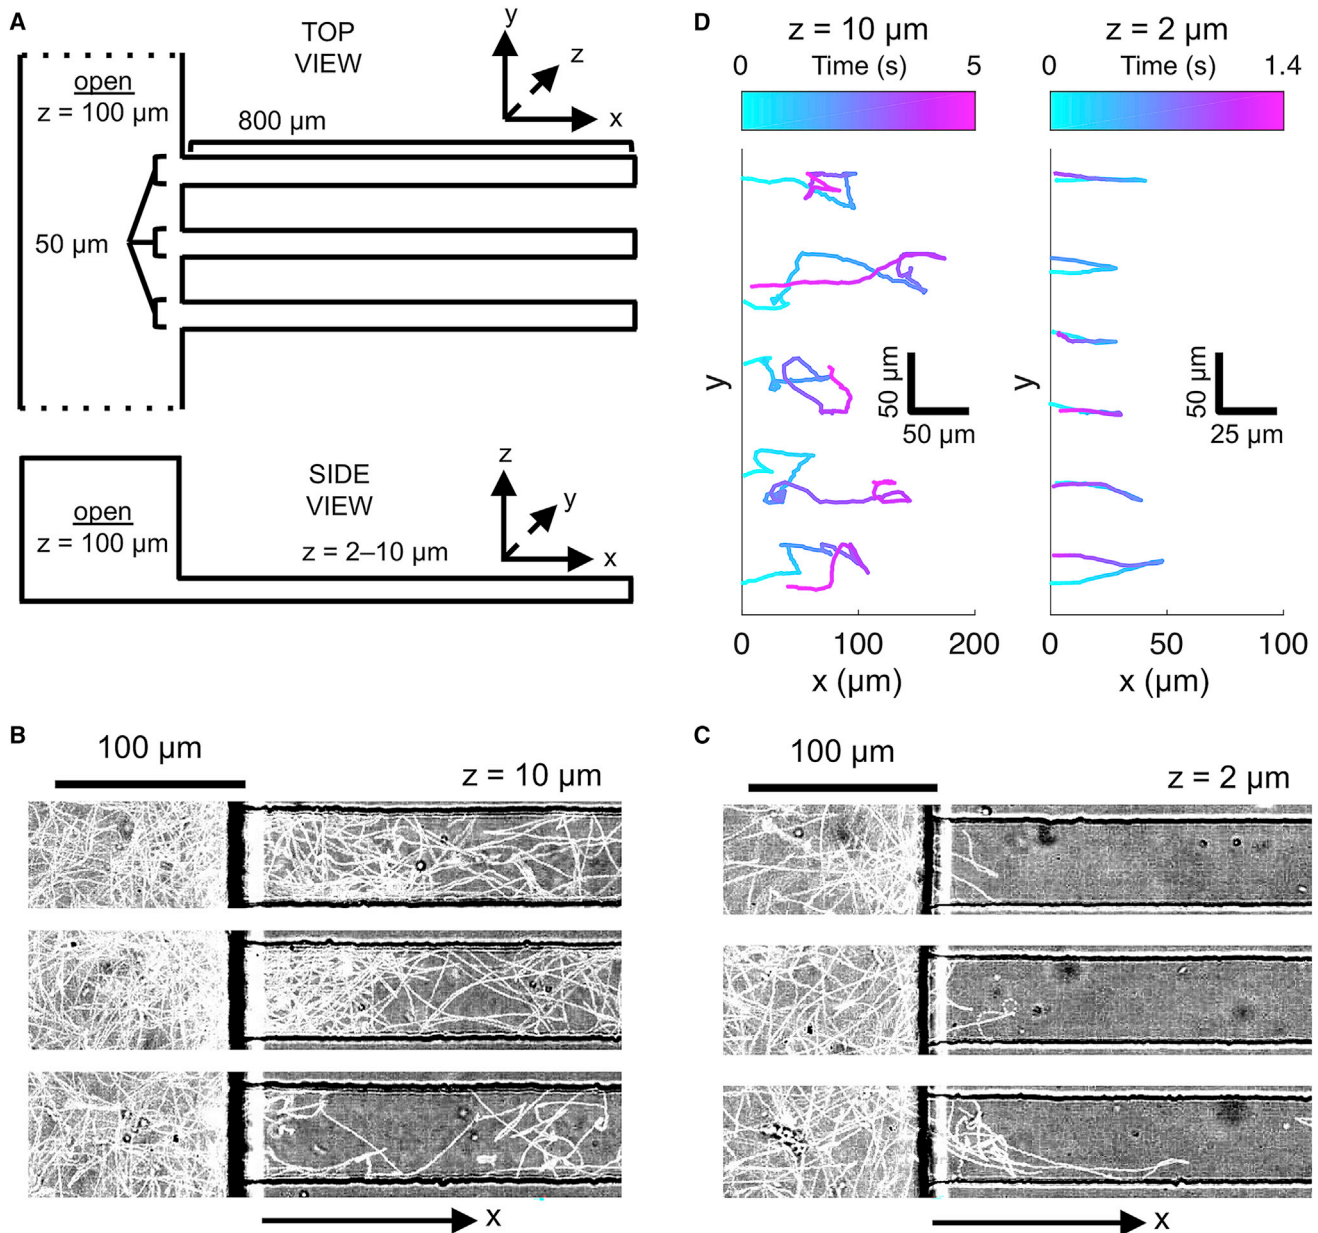 A
TOP
VIEW
y
z
x
open
z = 100 µm
800 µm
50 µm
SIDE
VIEW
z
y
x
open
z = 100 µm
z = 2–10 µm
D
z = 10 µm
0 Time (s) 5
y
50 µm
50 µm
0 100 200
x (µm)
z = 2 µm
0 Time (s) 1.4
y
50 µm
25 µm
0 50 100
x (µm)
B
100 µm
z = 10 µm
x
C
100 µm
z = 2 µm
x